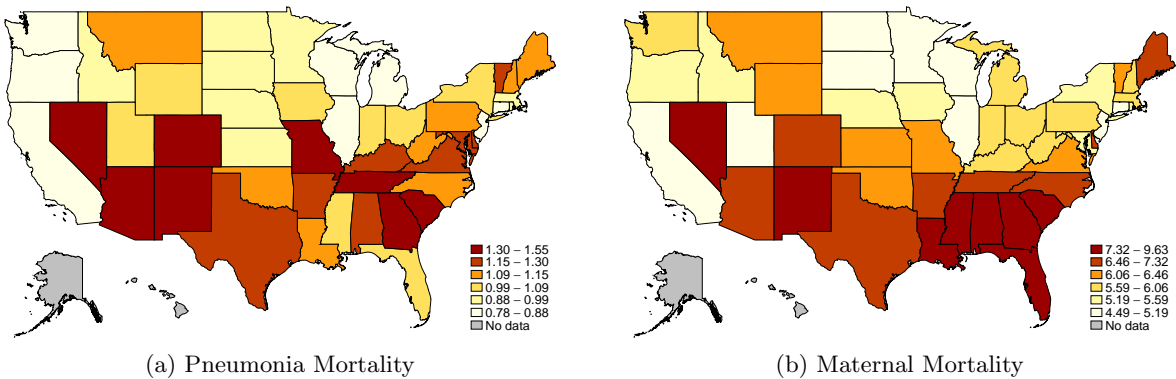 1.30 – 1.55
1.15 – 1.30
1.09 – 1.15
0.99 – 1.09
0.88 – 0.99
0.78 – 0.88
No data
(a) Pneumonia Mortality
7.32 – 9.63
6.46 – 7.32
6.06 – 6.46
5.59 – 6.06
5.19 – 5.59
4.49 – 5.19
No data
(b) Maternal Mortality